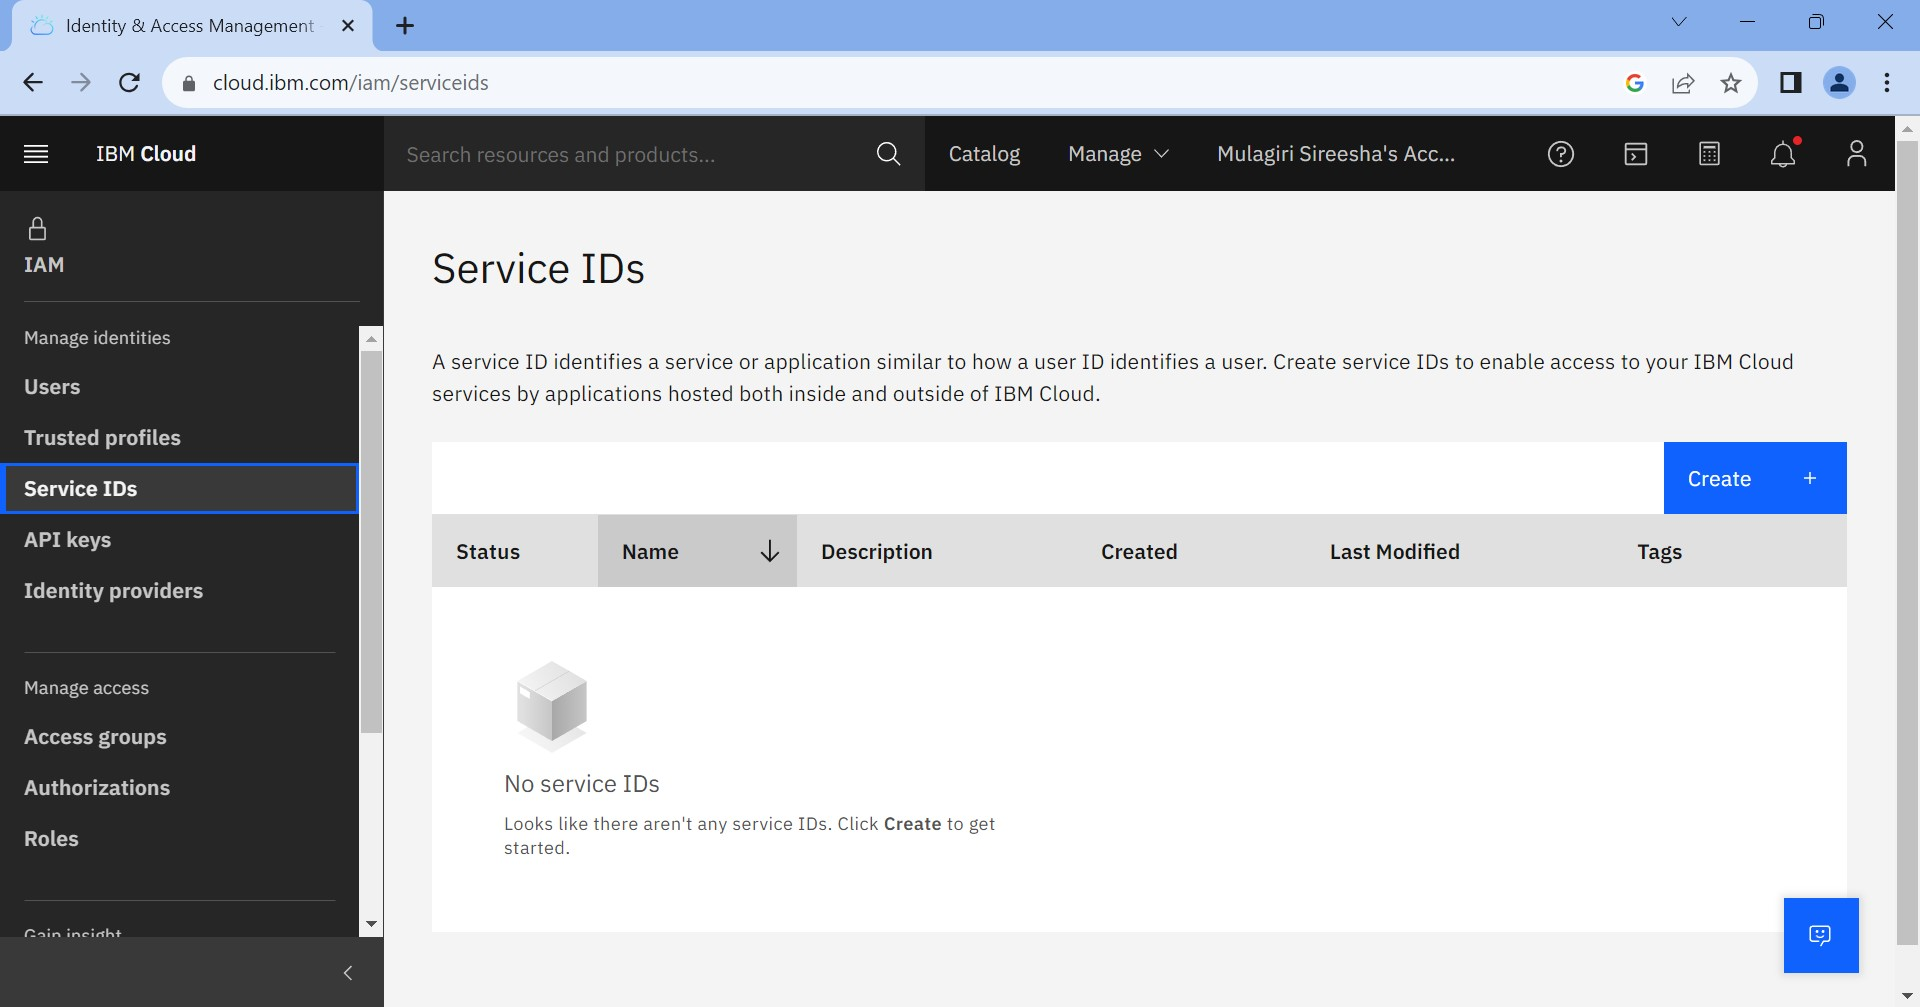 Identity & Access Management
cloud.ibm.com/iam/serviceids
IBM Cloud
Search resources and products...
Catalog
Manage
Mulagiri Sireesha's Acc...
IAM
Manage identities
Users
Trusted profiles
Service IDs
API keys
Identity providers
Manage access
Access groups
Authorizations
Roles
Gain insight
Service IDs
A service ID identifies a service or application similar to how a user ID identifies a user. Create service IDs to enable access to your IBM Cloud
services by applications hosted both inside and outside of IBM Cloud.
Create
Status
Name
Description
Created
Last Modified
Tags
No service IDs
Looks like there aren't any service IDs. Click Create to get
started.